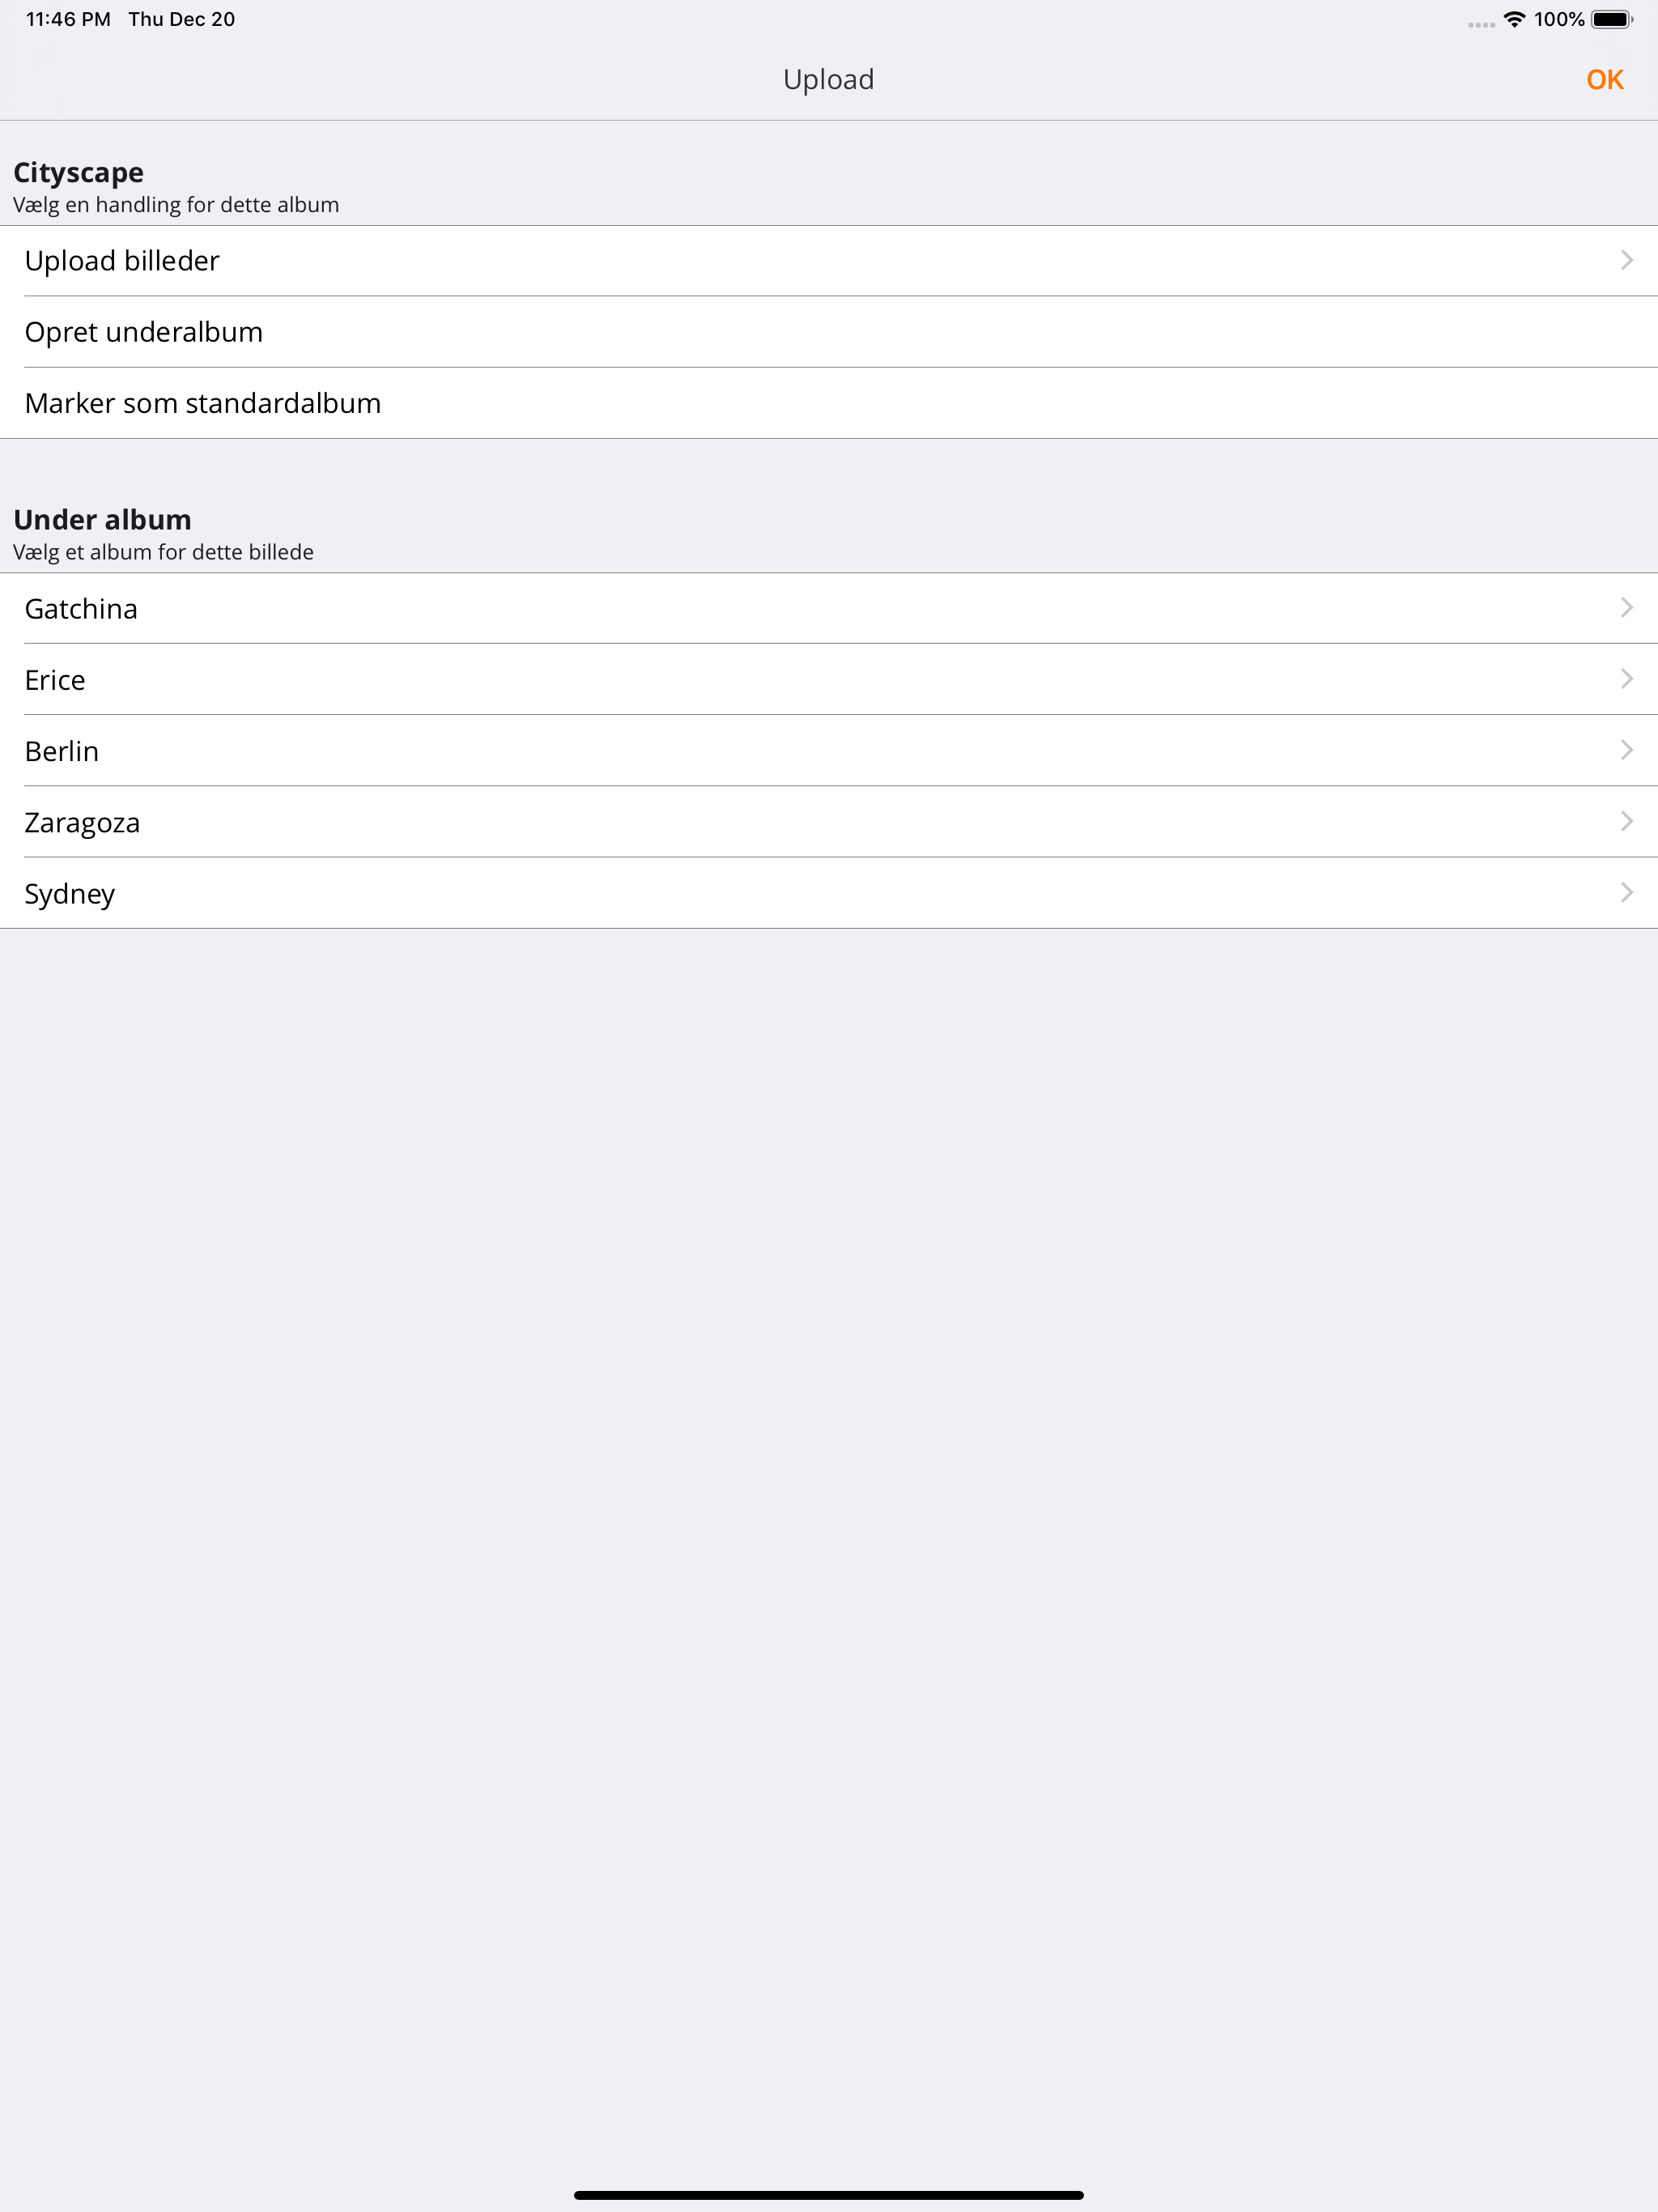 11:46 PM Thu Dec 20 100%
Upload OK
Cityscape
Vælg en handling for dette album
Upload billeder
Opret underalbum
Marker som standardalbum
Under album
Vælg et album for dette billede
Gatchina
Erice
Berlin
Zaragoza
Sydney